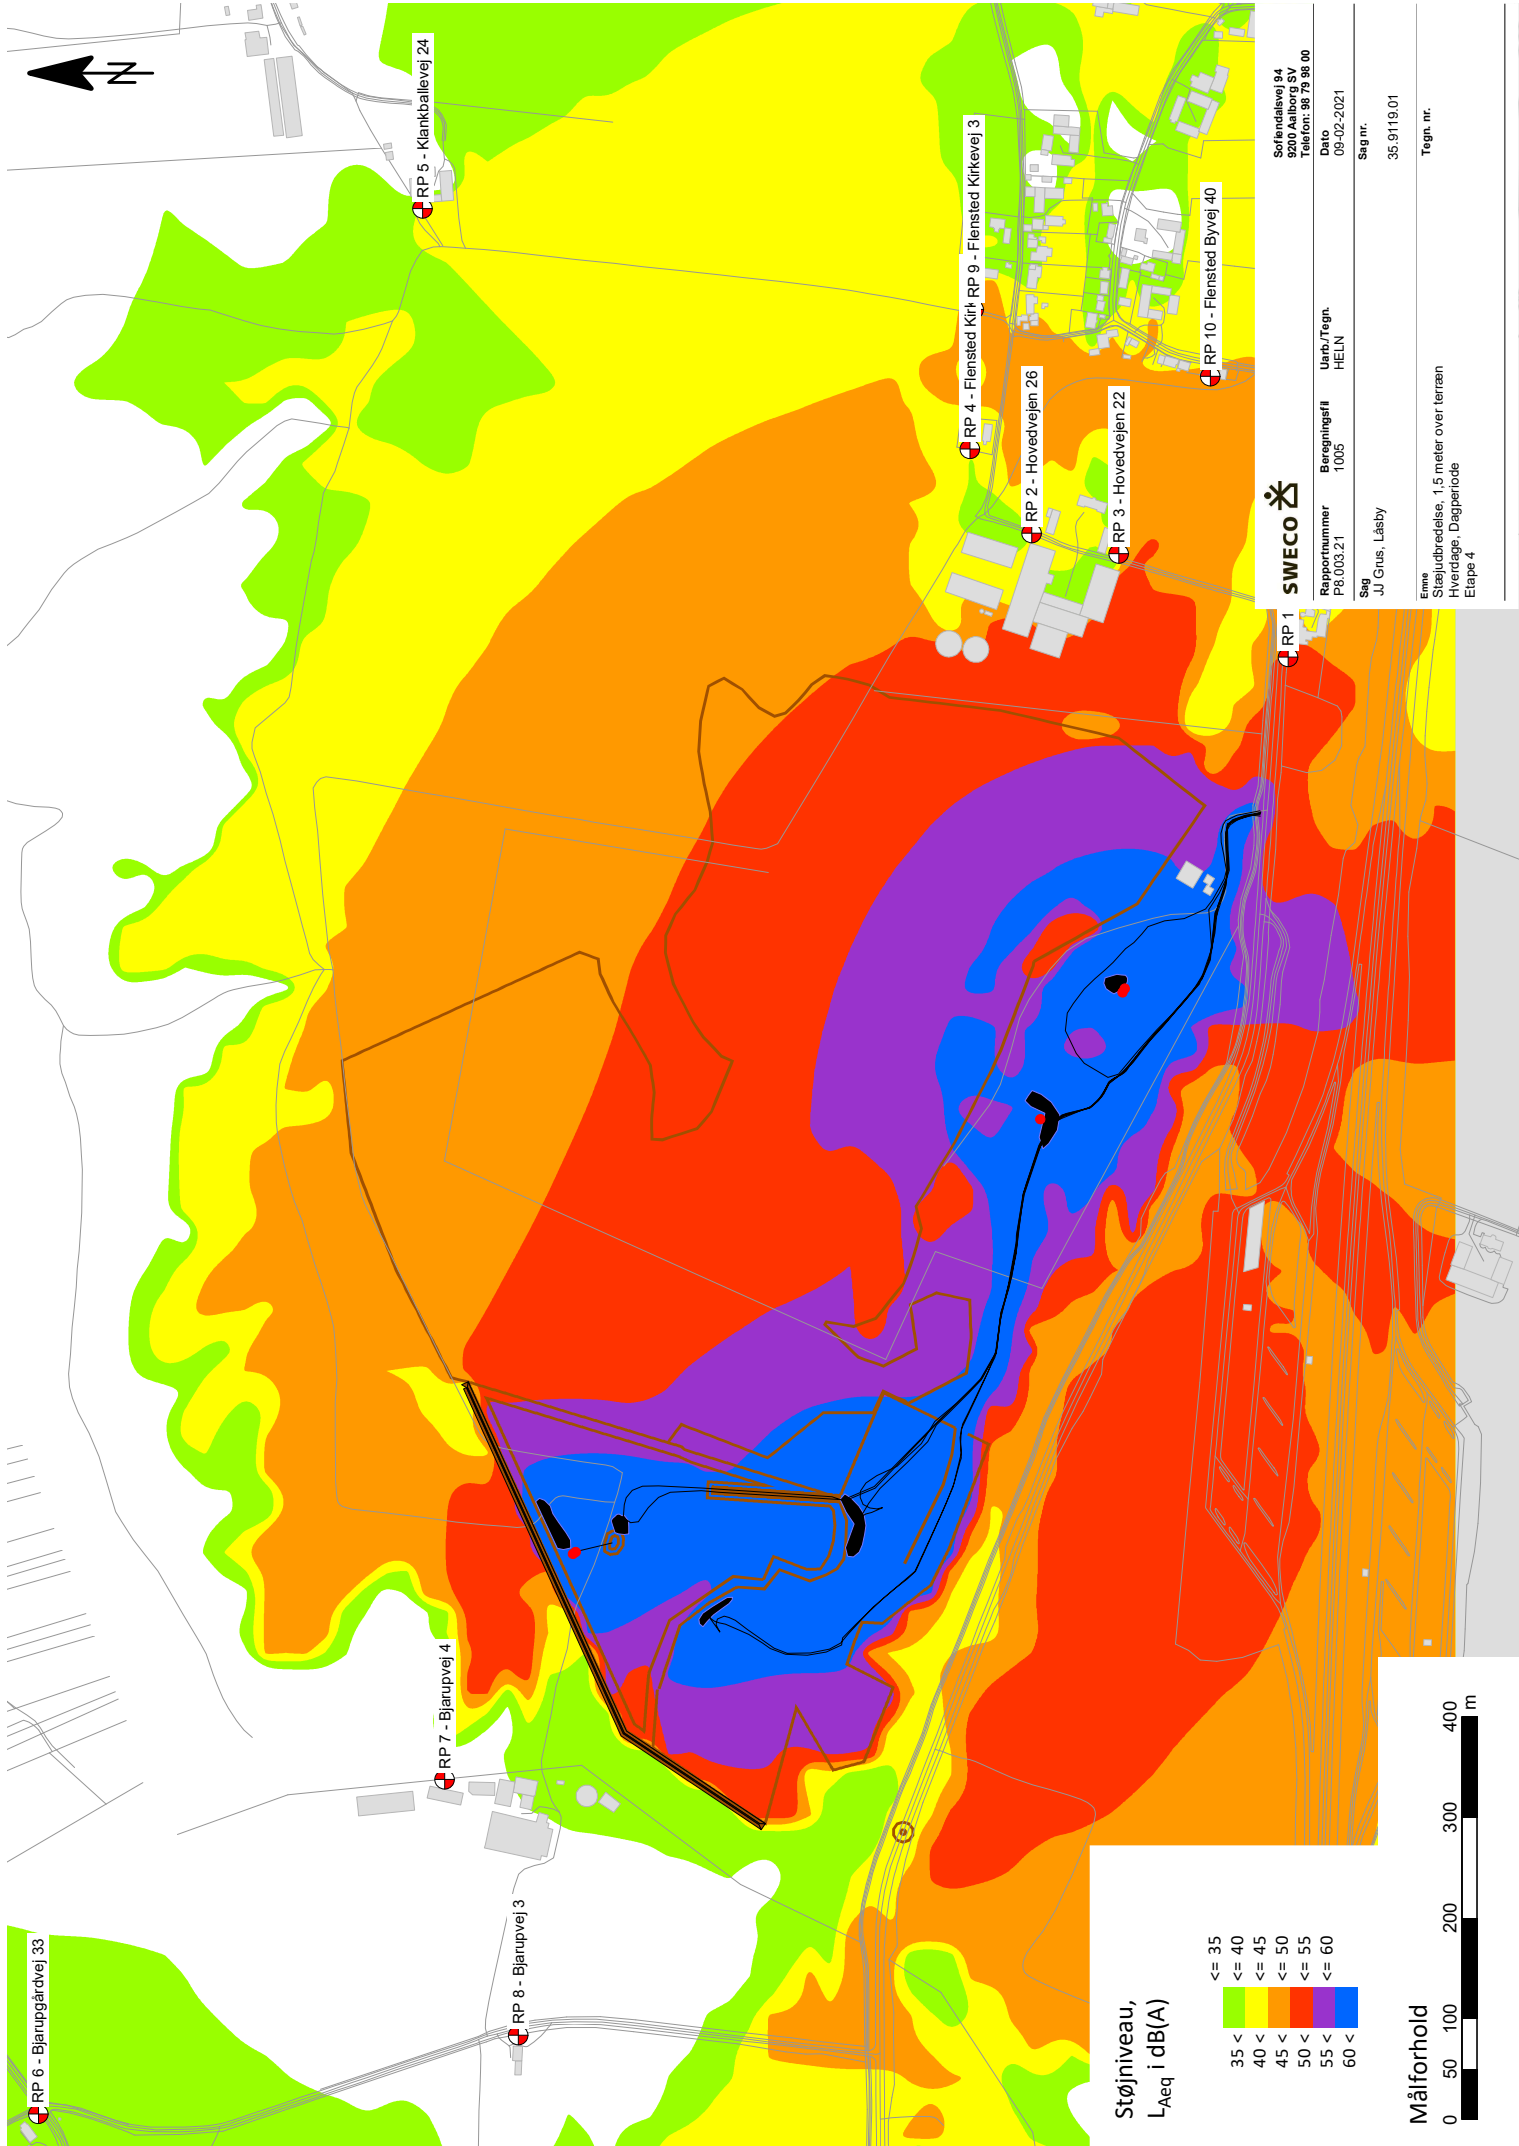 N
RP 5 - Klankballevej 24
RP 4 - Flensted Kirk
RP 9 - Flensted Kirkevej 3
RP 2 - Hovedvejen 26
RP 3 - Hovedvejen 22
RP 10 - Flensted Byvej 40
RP 1
RP 7 - Bjarupvej 4
RP 8 - Bjarupvej 3
RP 6 - Bjarupgårdvej 33
Støjniveau,
LAeq i dB(A)
<= 35
35 < <= 40
40 < <= 45
45 < <= 50
50 < <= 55
55 < <= 60
60 <
Målforhold
0 50 100 200 300 400
m
SWECO
Sofiendalsvej 94
9200 Aalborg SV
Telefon: 98 79 98 00
Rapportnummer Beregningsfil Uarb./Tegn. Dato
P8.003.21 1005 HELN 09-02-2021
Sag Sag nr.
JJ Grus, Låsby 35.9119.01
Emne Tegn. nr.
Støjudbredelse, 1,5 meter over terræn
Hverdage, Dagperiode
Etape 4